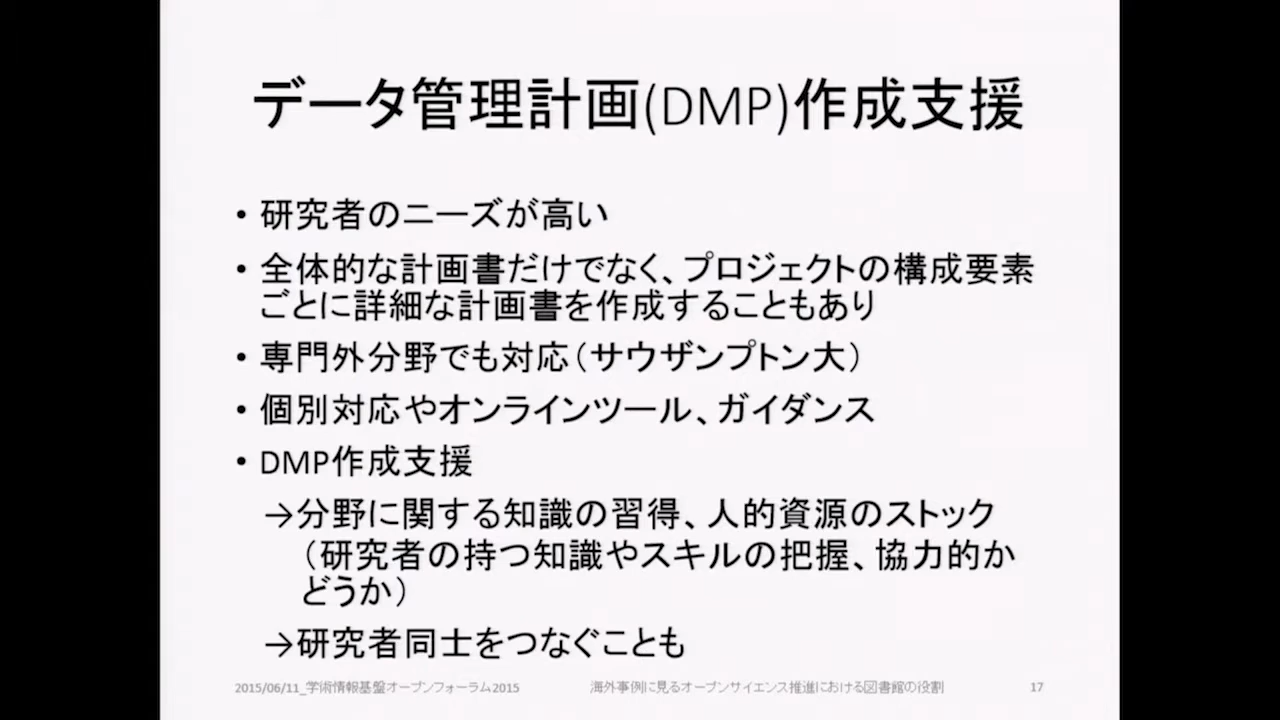 データ管理計画(DMP)作成支援
• 研究者のニーズが高い
• 全体的な計画書だけでなく、プロジェクトの構成要素
ごとに詳細な計画書を作成することもあり
• 専門外分野でも対応（サウザンプトン大）
• 個別対応やオンラインツール、ガイダンス
• DMP作成支援
→分野に関する知識の習得、人的資源のストック
（研究者の持つ知識やスキルの把握、協力的か
どうか）
→研究者同士をつなぐことも
2015/06/11_学術情報基盤オープンフォーラム2015
海外事例に見るオープンサイエンス推進における図書館の役割
17